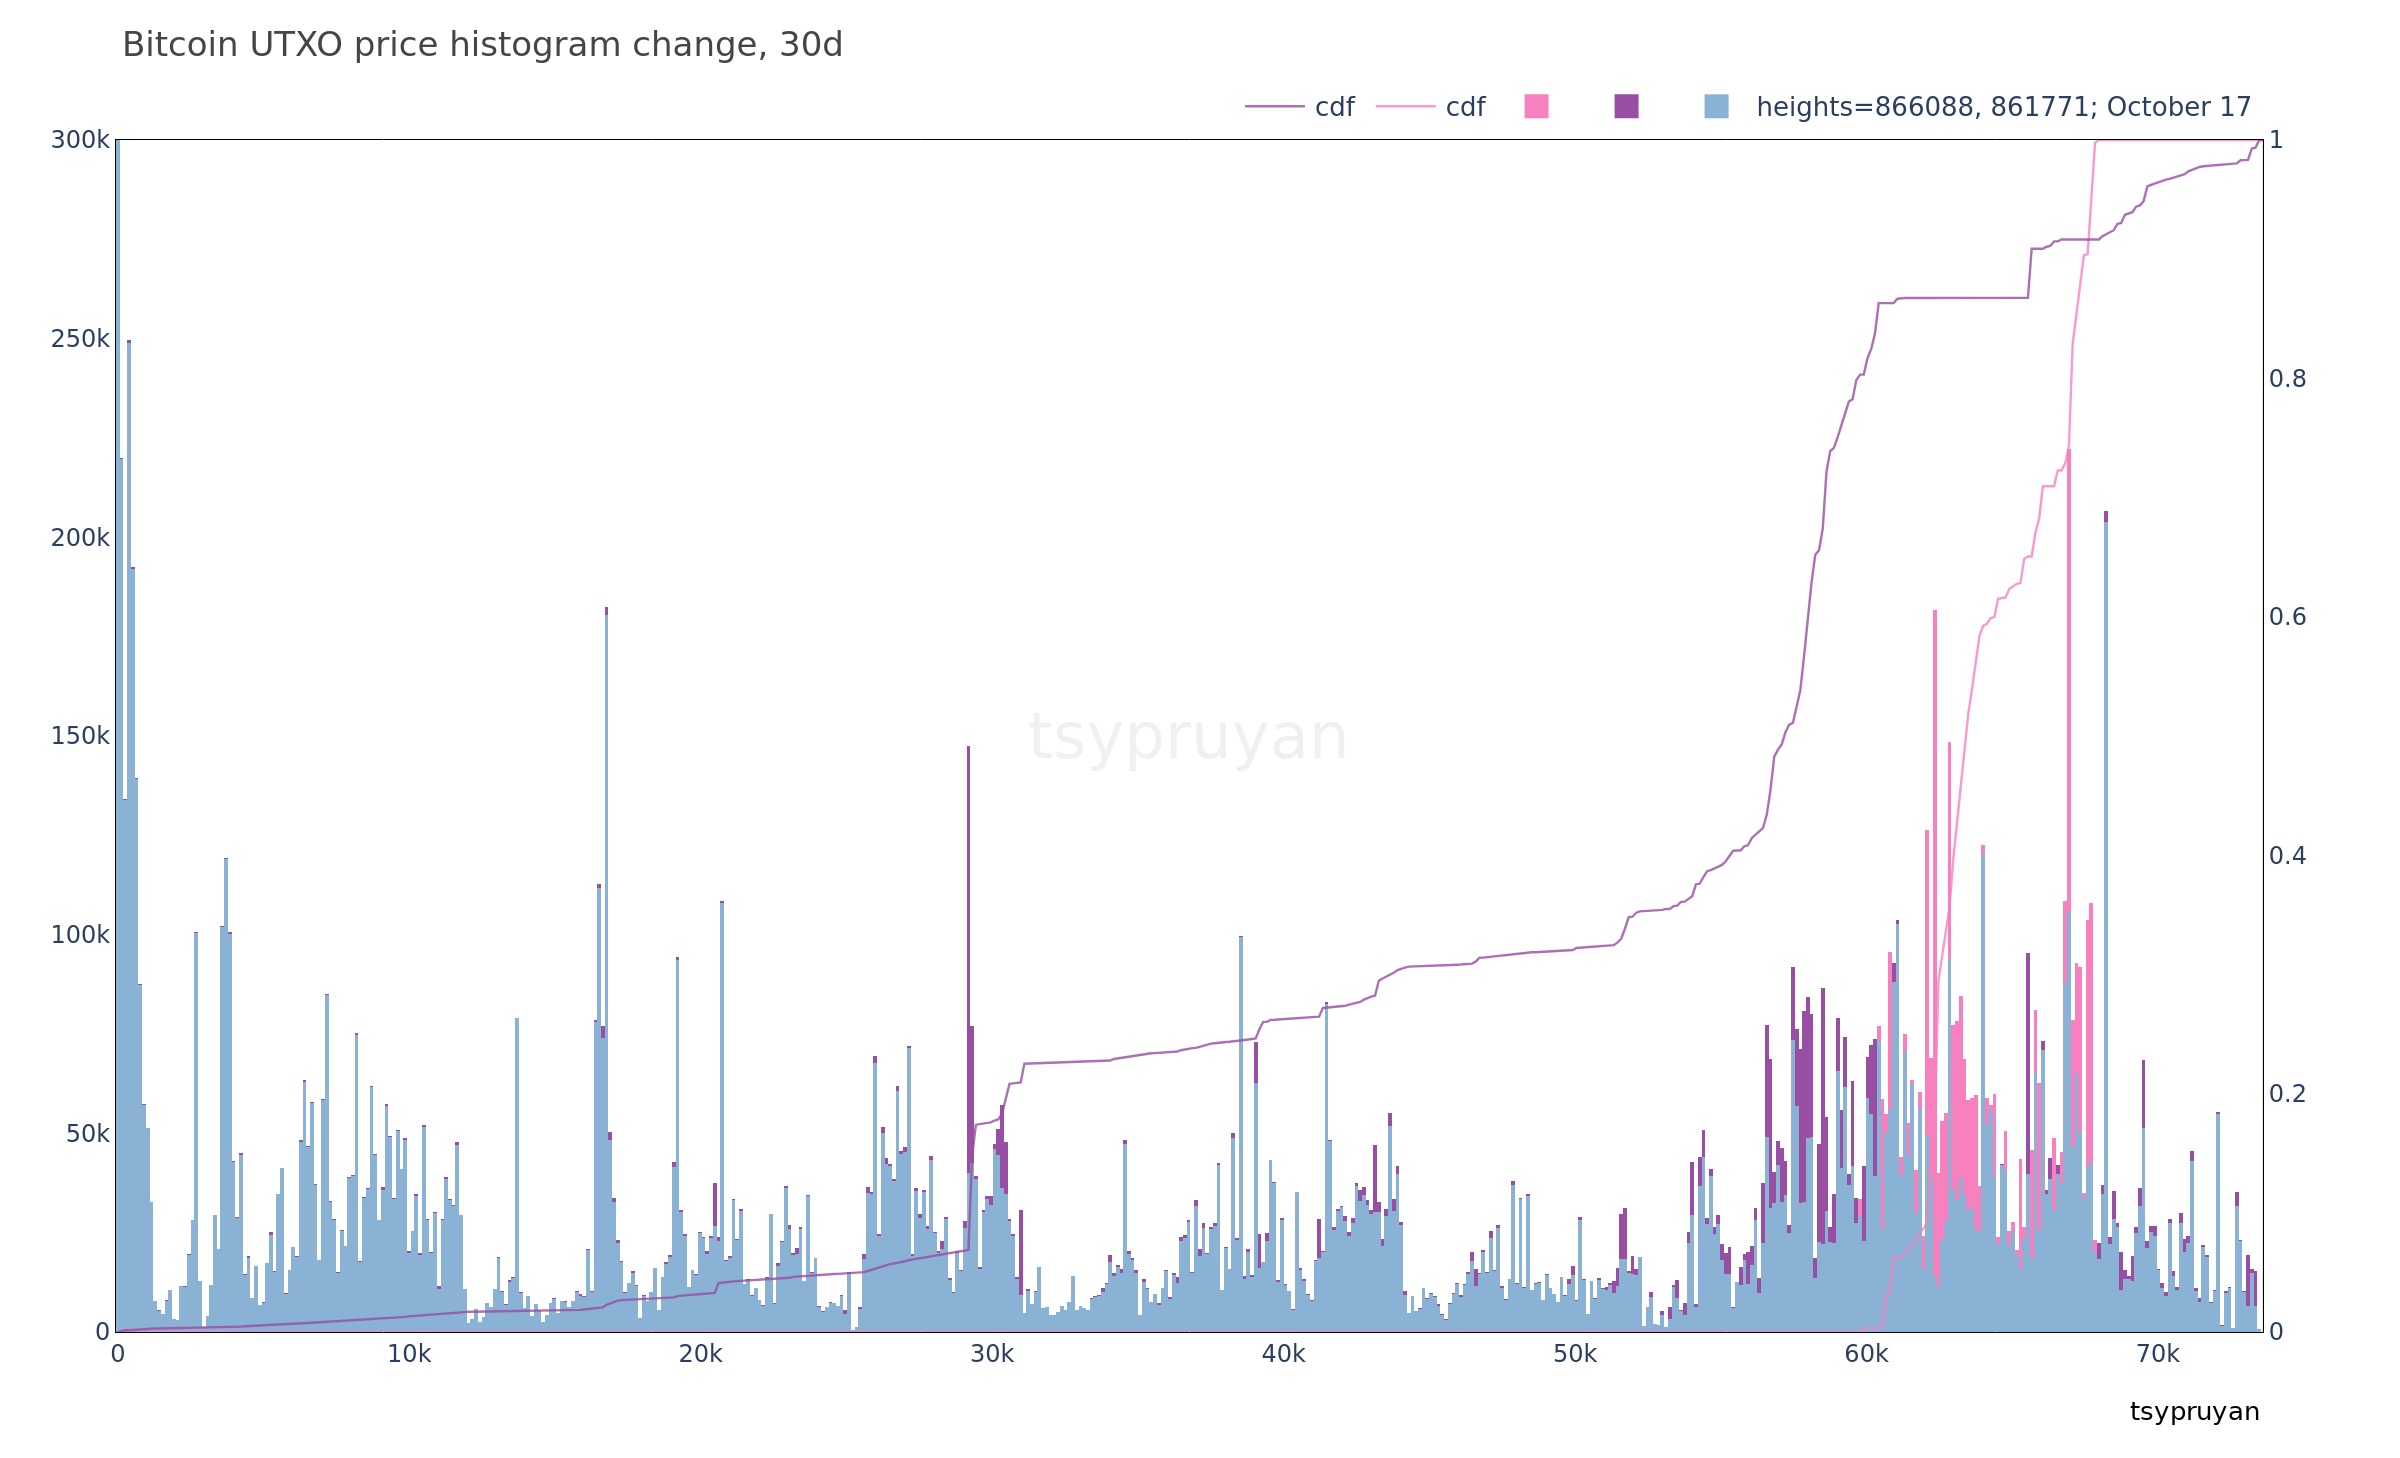 Bitcoin UTXO price histogram change, 30d
cdf cdf heights=866088, 861771; October 17
300k
250k
200k
150k
100k
50k
0
1
0.8
0.6
0.4
0.2
0
tsypruyan
0 10k 20k 30k 40k 50k 60k 70k
tsypruyan